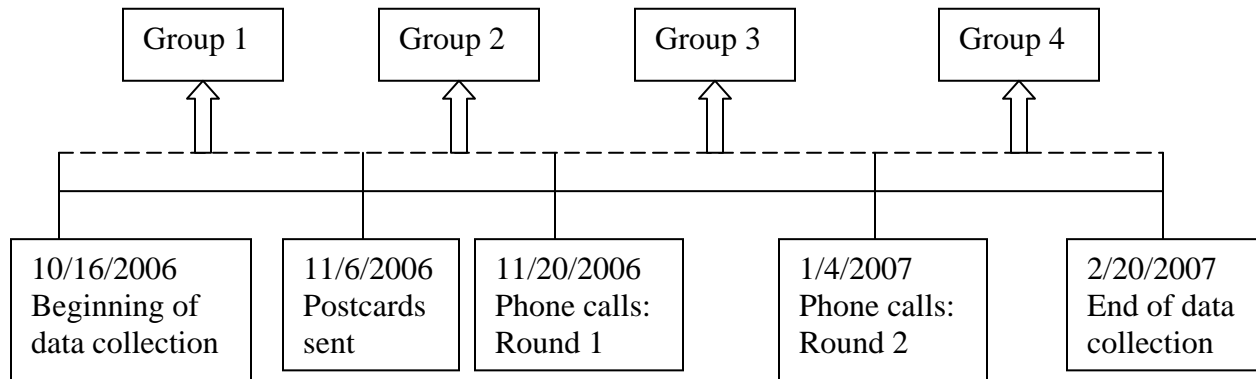 Group 1
Group 2
Group 3
Group 4
10/16/2006
Beginning of
data collection
11/6/2006
Postcards
sent
11/20/2006
Phone calls:
Round 1
1/4/2007
Phone calls:
Round 2
2/20/2007
End of data
collection